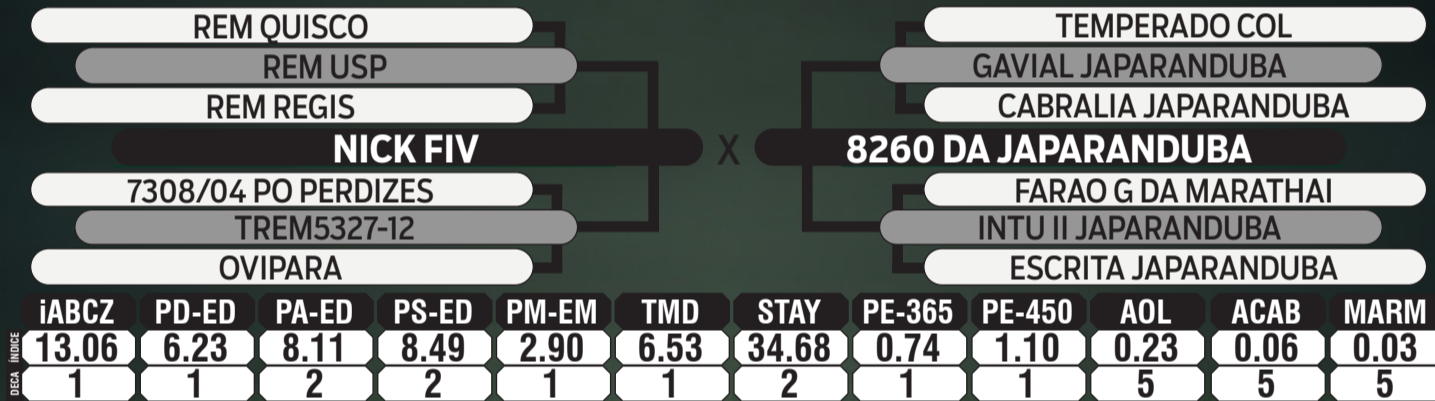 REM QUISCO
TEMPERADO COL
REM USP
GAVIAL JAPARANDUBA
REM REGIS
CABRALIA JAPARANDUBA
NICK FIV X 8260 DA JAPARANDUBA
7308/04 PO PERDIZES
FARAO G DA MARATHAI
TREM5327-12
INTU II JAPARANDUBA
OVIPARA
ESCRITA JAPARANDUBA
iABCZ PD-ED PA-ED PS-ED PM-EM TMD STAY PE-365 PE-450 AOL ACAB MARM
ÍNDICE 13.06 6.23 8.11 8.49 2.90 6.53 34.68 0.74 1.10 0.23 0.06 0.03
DECA 1 1 2 2 1 1 2 1 1 5 5 5